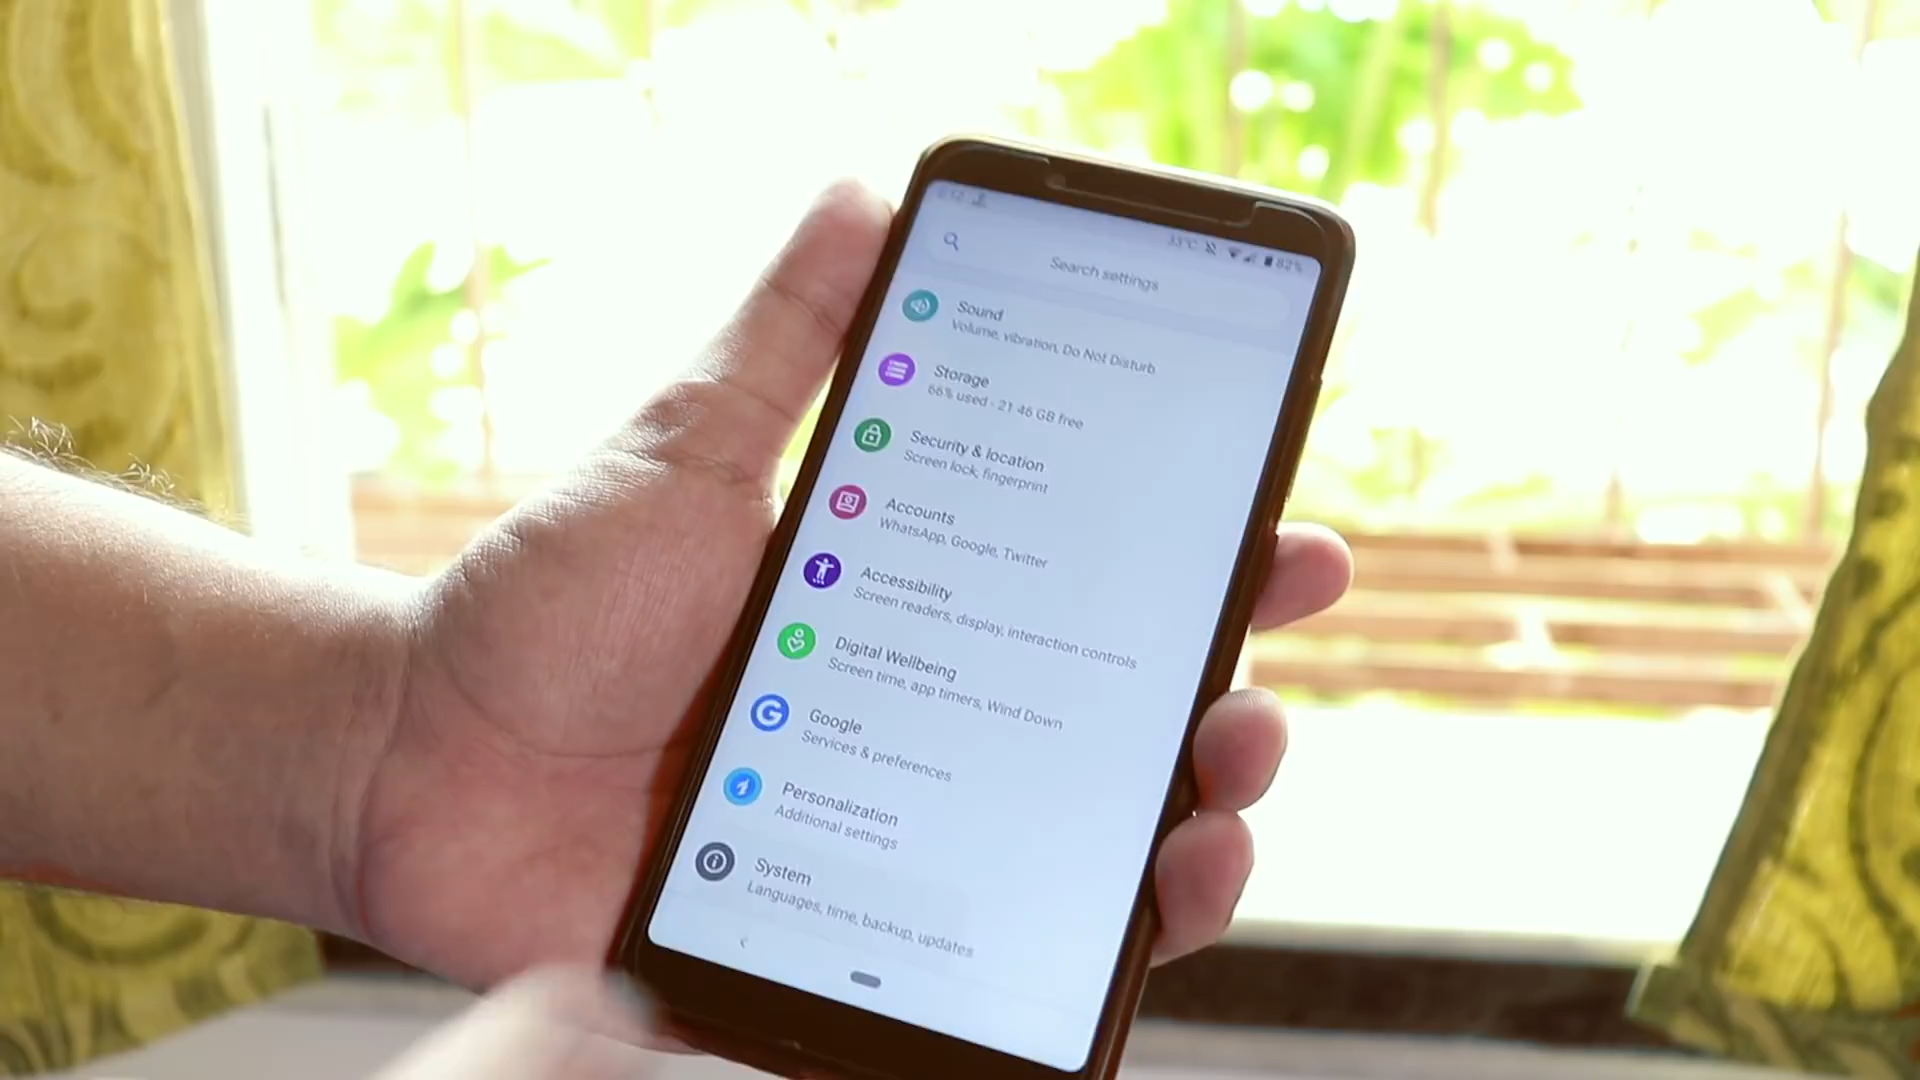 33°C 82%
Search settings
Sound
Volume, vibration, Do Not Disturb
Storage
66% used - 21.46 GB free
Security & location
Screen lock, fingerprint
Accounts
WhatsApp, Google, Twitter
Accessibility
Screen readers, display, interaction controls
Digital Wellbeing
Screen time, app timers, Wind Down
Google
Services & preferences
Personalization
Additional settings
System
Languages, time, backup, updates